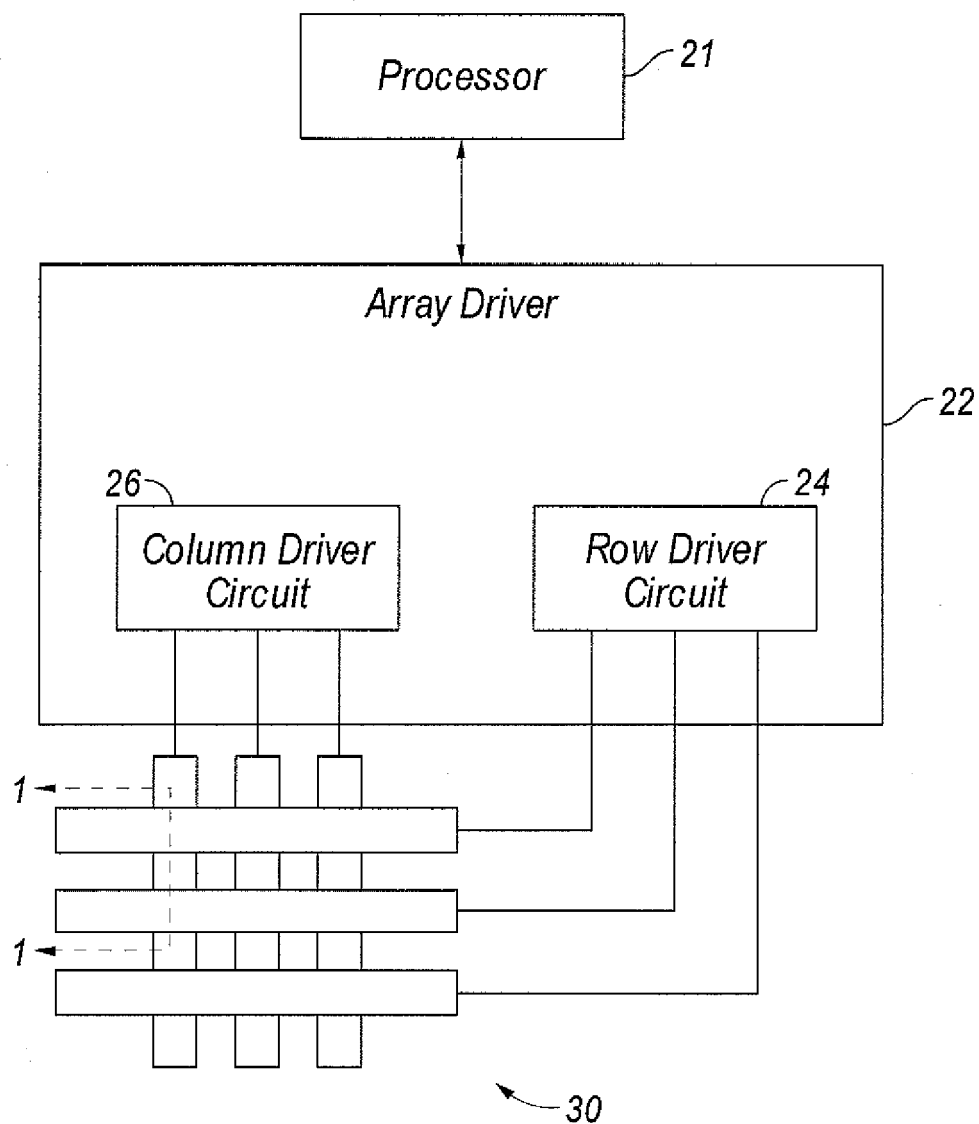 Processor
21
Array Driver
22
26
24
Column Driver
Circuit
Row Driver
Circuit
1
1
30